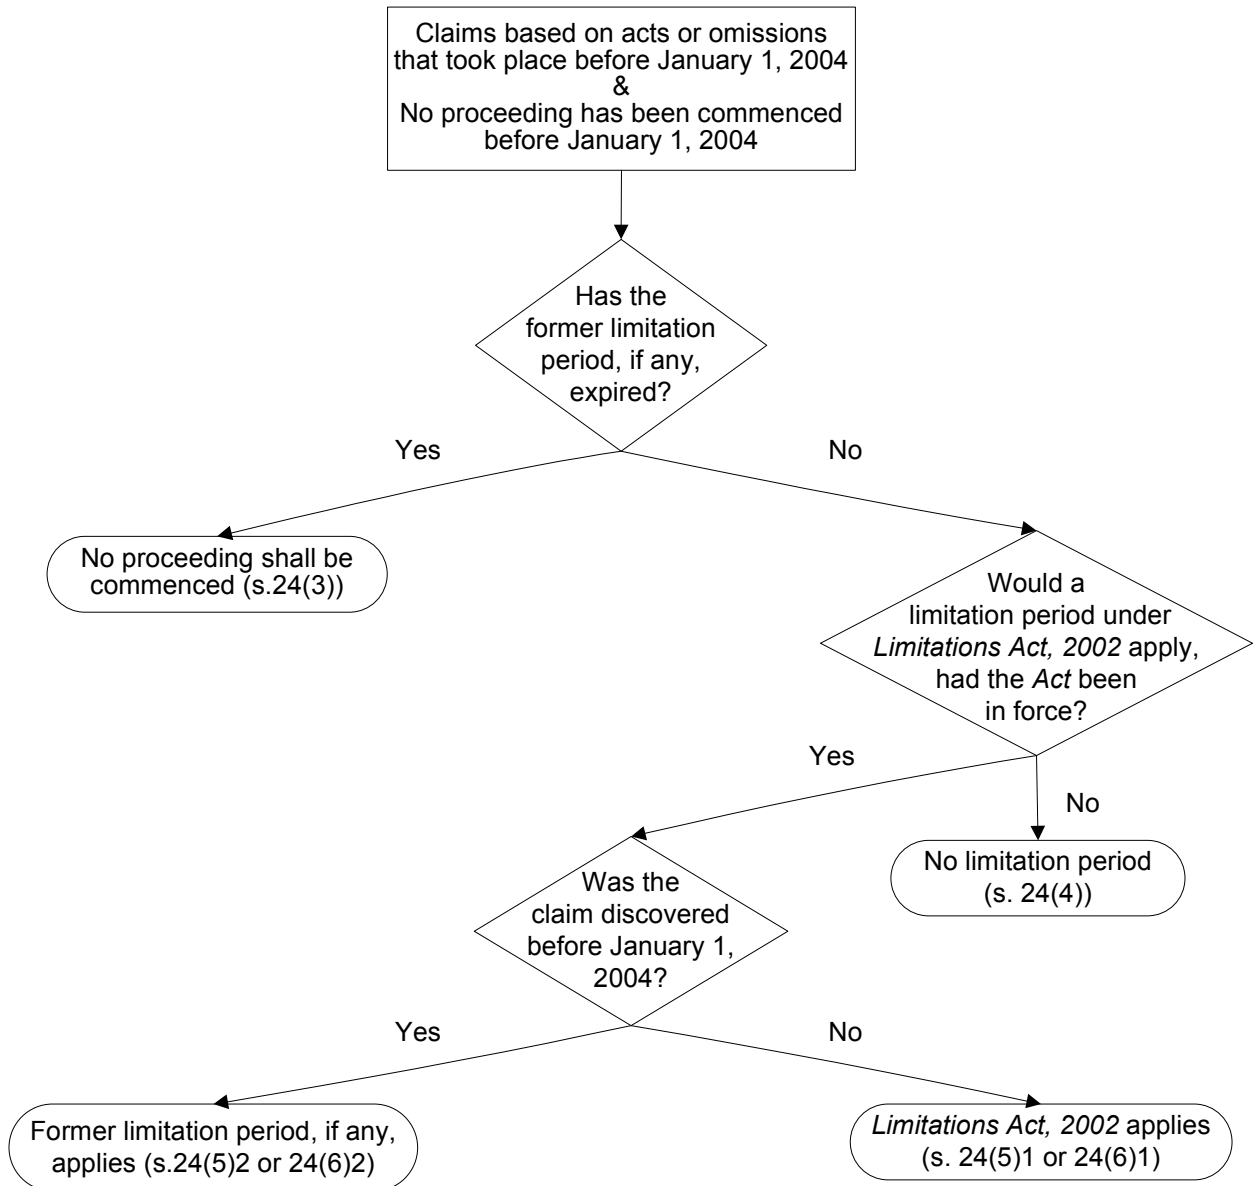 Claims based on acts or omissions
that took place before January 1, 2004
&
No proceeding has been commenced
before January 1, 2004
Has the
former limitation
period, if any,
expired?
Yes
No
No proceeding shall be
commenced (s.24(3))
Would a
limitation period under
Limitations Act, 2002 apply,
had the Act been
in force?
Yes
No
No limitation period
(s. 24(4))
Was the
claim discovered
before January 1,
2004?
Yes
No
Former limitation period, if any,
applies (s.24(5)2 or 24(6)2)
Limitations Act, 2002 applies
(s. 24(5)1 or 24(6)1)